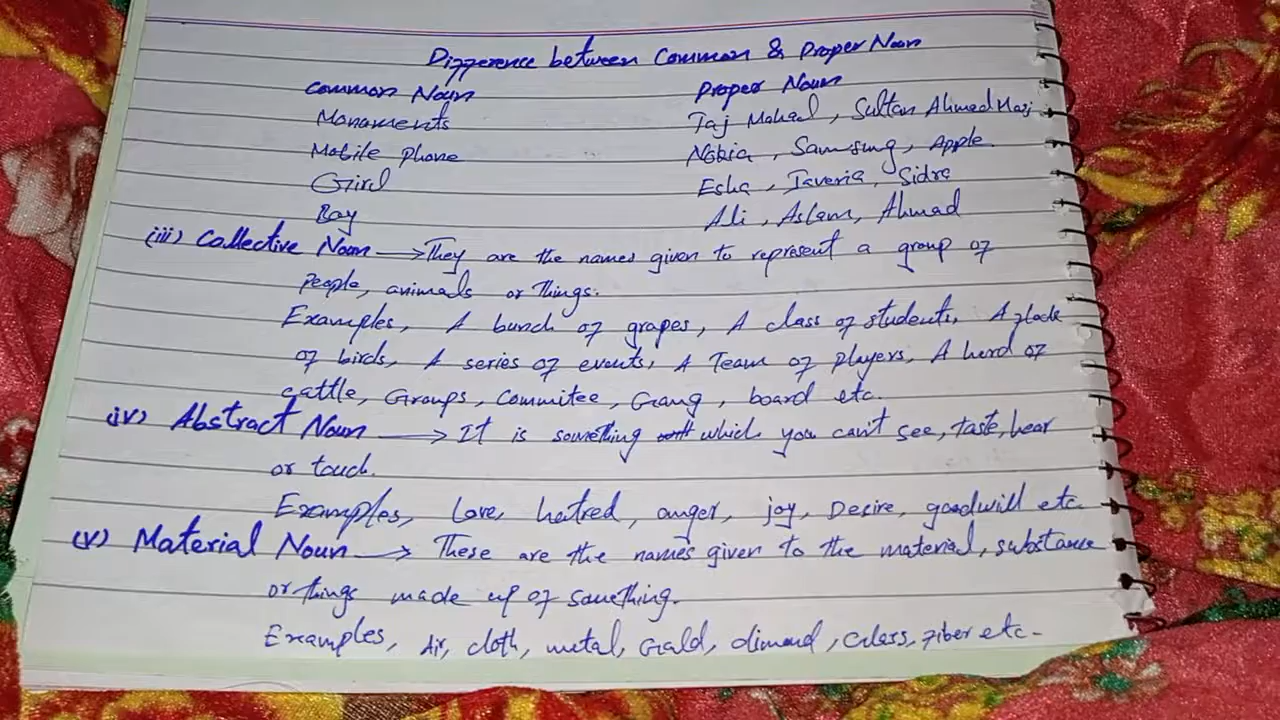 Difference between Common & Proper Noun
Common Noun Proper Noun
Monaments Taj Mahal, Sultan Ahmed Masj
Mobile Phone Nokia, Samsung, Apple.
Girl Esha, Javeria, Sidra
Boy Ali, Aslam, Ahmad
(iii) Collective Noun → They are the names given to represent a group of
People, animals or things.
Examples, A bunch of grapes, A class of students, A flock
of birds, A series of events, A Team of players, A herd of
cattle, Groups, Commitee, Gang, board etc.
(iv) Abstract Noun → It is something which you can't see, taste, hear
or touch.
Examples, Love, hatred, anger, joy, Desire, goodwill etc.
(v) Material Noun → These are the names given to the material, substance
or things made up of something.
Examples, Air, cloth, metal, Gold, dimond, Glass, Fiber etc-